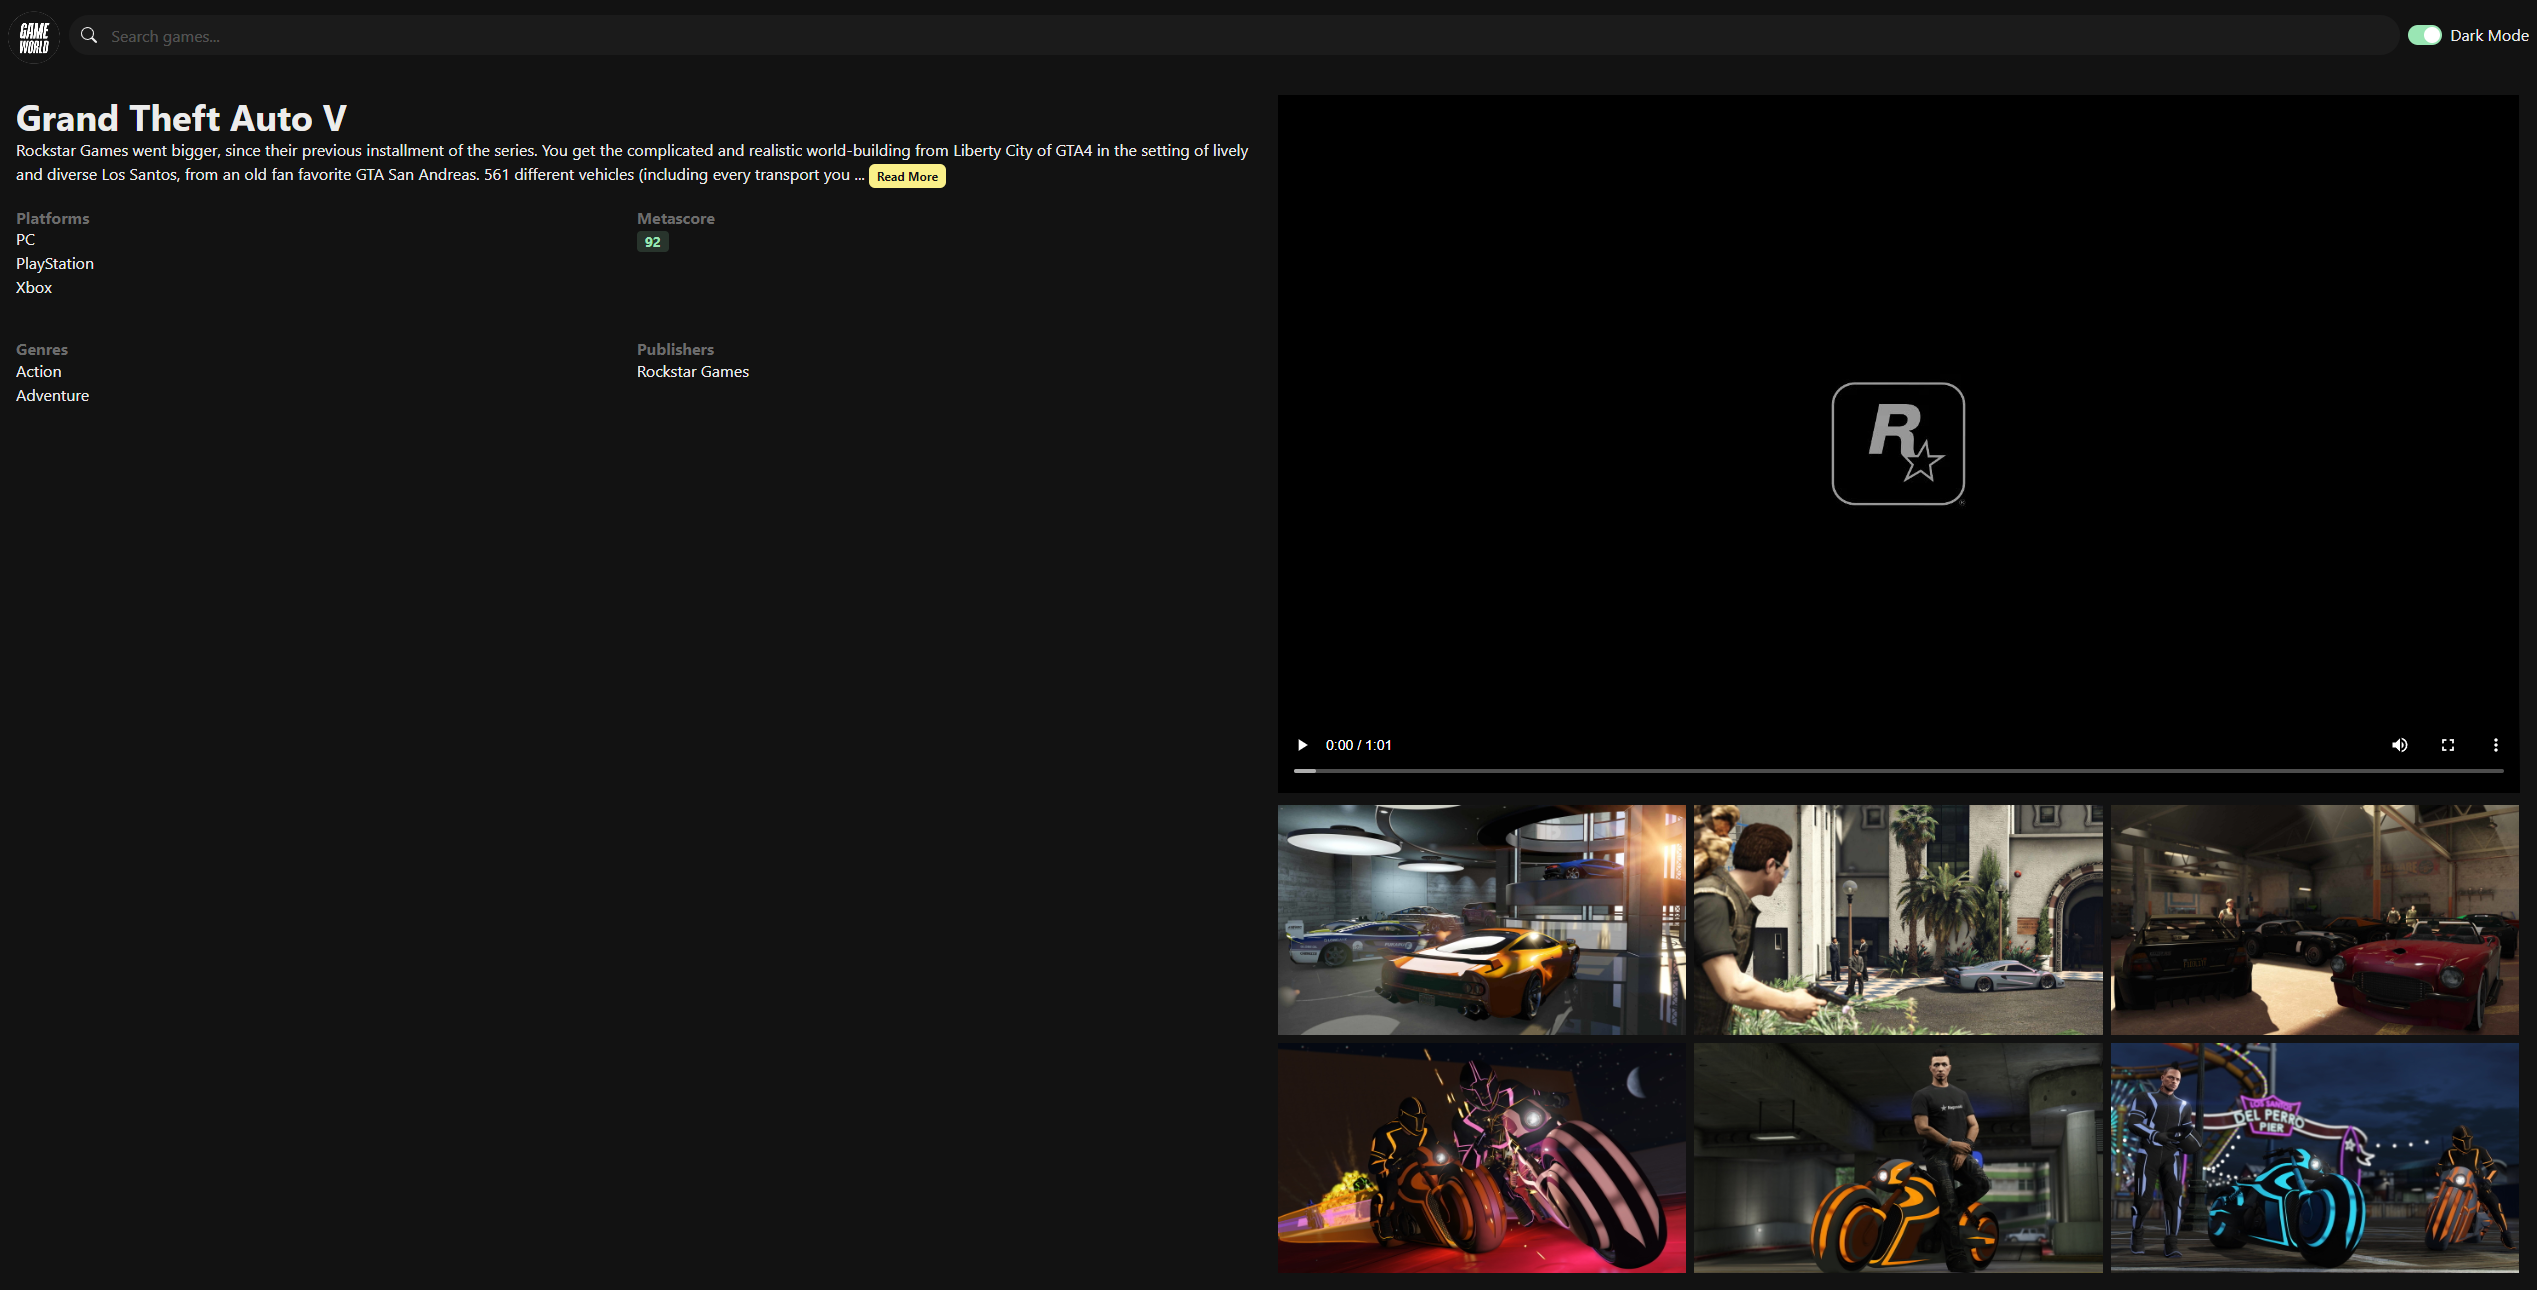 GAME
WORLD
Search games...
Dark Mode
Grand Theft Auto V
Rockstar Games went bigger, since their previous installment of the series. You get the complicated and realistic world-building from Liberty City of GTA4 in the setting of lively
and diverse Los Santos, from an old fan favorite GTA San Andreas. 561 different vehicles (including every transport you ... Read More
Platforms
PC
PlayStation
Xbox
Metascore
92
Genres
Action
Adventure
Publishers
Rockstar Games
R
0:00 / 1:01
LOS SANTOS
DEL PERRO
PIER